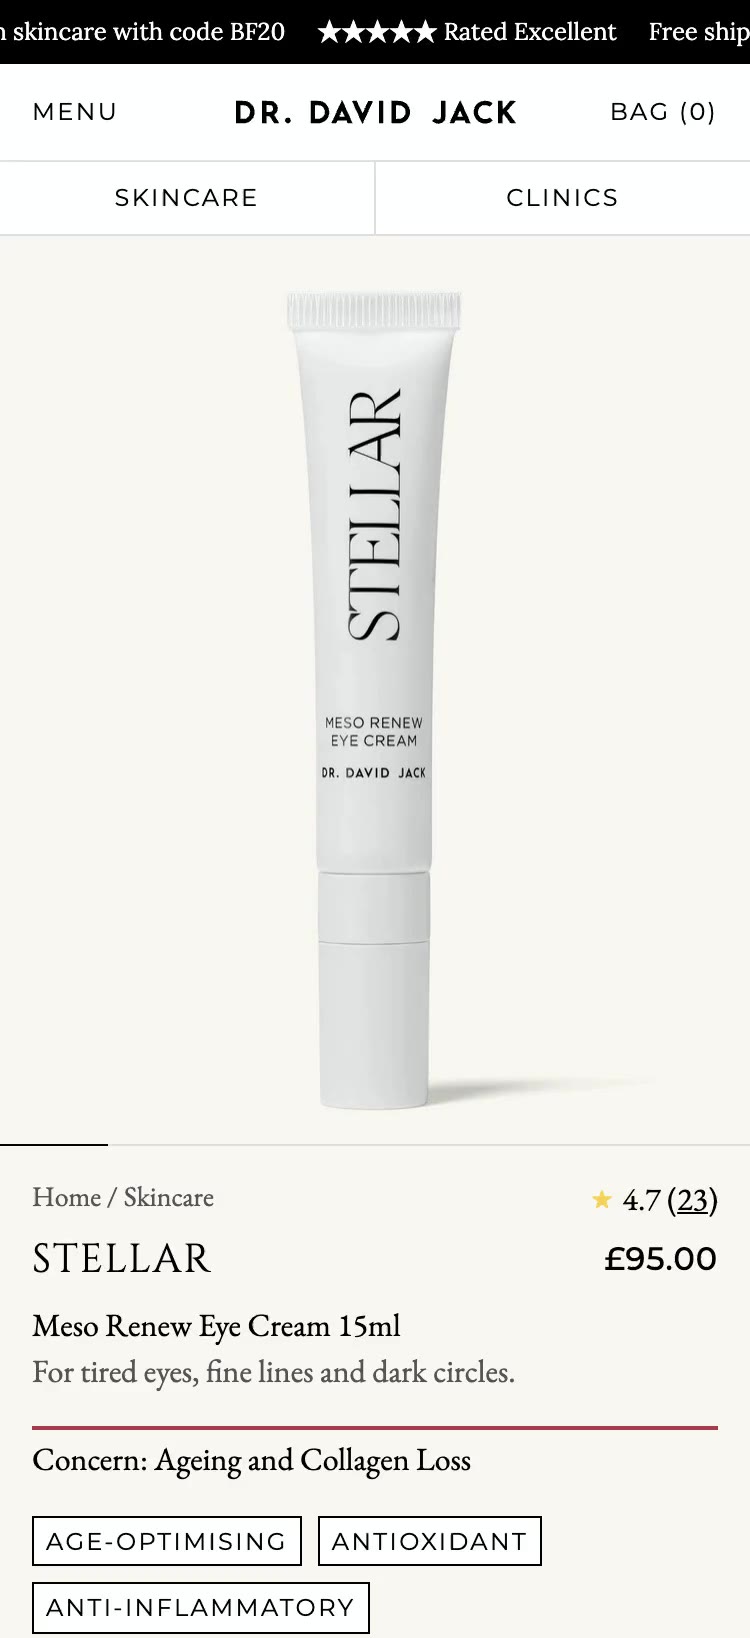 skincare with code BF20 ★★★★★ Rated Excellent Free ship
MENU DR. DAVID JACK BAG (0)
SKINCARE CLINICS
STELLAR
MESO RENEW
EYE CREAM
DR. DAVID JACK
Home / Skincare ★ 4.7 (23)
STELLAR £95.00
Meso Renew Eye Cream 15ml
For tired eyes, fine lines and dark circles.
Concern: Ageing and Collagen Loss
AGE-OPTIMISING ANTIOXIDANT
ANTI-INFLAMMATORY